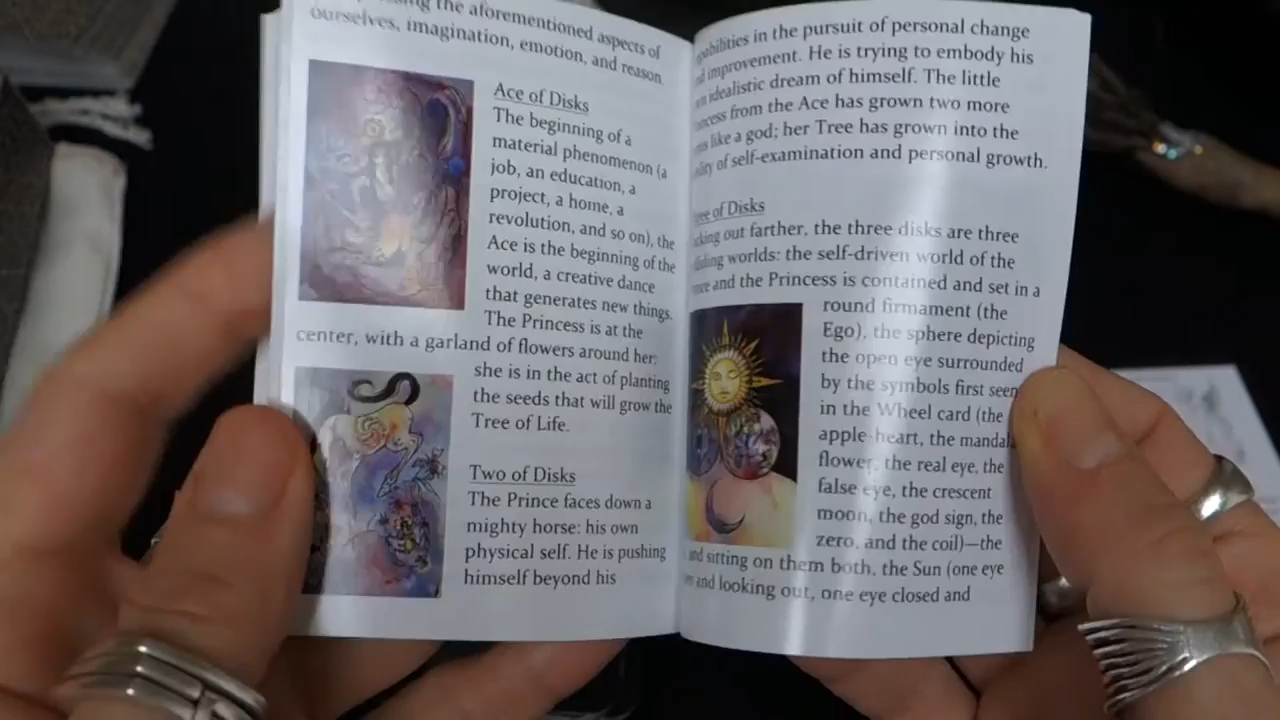 the aforementioned aspects of
ourselves, imagination, emotion, and reason.
Ace of Disks
The beginning of a
material phenomenon (a
job, an education, a
project, a home, a
revolution, and so on), the
Ace is the beginning of the
world, a creative dance
that generates new things.
The Princess is at the
center, with a garland of flowers around her;
she is in the act of planting
the seeds that will grow the
Tree of Life.
Two of Disks
The Prince faces down a
mighty horse: his own
physical self. He is pushing
himself beyond his
in the pursuit of personal change
improvement. He is trying to embody his
idealistic dream of himself. The little
from the Ace has grown two more
like a god; her Tree has grown into the
of self-examination and personal growth.
of Disks
out farther, the three disks are three
worlds: the self-driven world of the
and the Princess is contained and set in a
round firmament (the
Ego), the sphere depicting
the open eye surrounded
by the symbols first seen
in the Wheel card (the
apple-heart, the mandala
flower, the real eye, the
false eye, the crescent
moon, the god sign, the
zero, and the coil)—the
and sitting on them both, the Sun (one eye
and looking out, one eye closed and